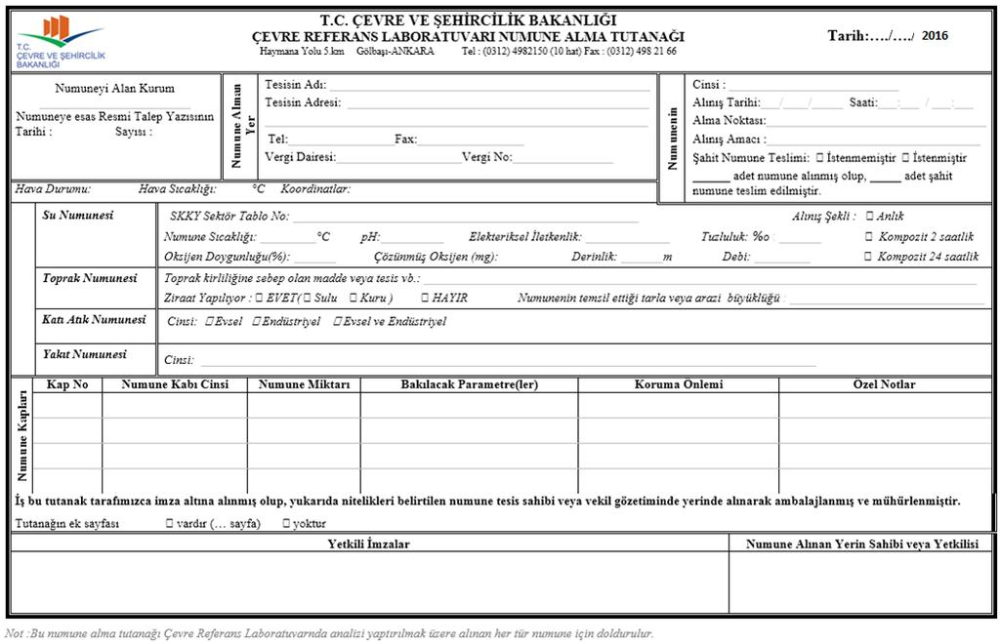 T.C.
ÇEVRE VE ŞEHİRCİLİK
BAKANLIĞI
T.C. ÇEVRE VE ŞEHİRCİLİK BAKANLIĞI
ÇEVRE REFERANS LABORATUVARI NUMUNE ALMA TUTANAĞI
Haymana Yolu 5.km Gölbaşı-ANKARA Tel : (0312) 4982150 (10 hat) Fax : (0312) 498 21 66
Tarih:…./…./ 2016
Numuneyi Alan Kurum
Numuneye esas Resmi Talep Yazısının
Tarihi : Sayısı :
Numune Alınan
Yer
Tesisin Adı:
Tesisin Adresi:
Tel: Fax:
Vergi Dairesi: Vergi No:
Numunenin
Cinsi :
Alınış Tarihi: / / Saati: : / :
Alma Noktası:
Alınış Amacı :
Şahit Numune Teslimi: ☐ İstenmemiştir ☐ İstenmiştir
______ adet numune alınmış olup, _____ adet şahit
numune teslim edilmiştir.
Hava Durumu: Hava Sıcaklığı: °C Koordinatlar:
Su Numunesi
SKKY Sektör Tablo No: Alınış Şekli : ☐ Anlık
Numune Sıcaklığı: °C pH: Elekteriksel İletkenlik: Tuzluluk: %o ☐ Kompozit 2 saatlik
Oksijen Doygunluğu(%): Çözünmüş Oksijen (mg): Derinlik: m Debi: ☐ Kompozit 24 saatlik
Toprak Numunesi
Toprak kirliliğine sebep olan madde veya tesis vb.:
Ziraat Yapılıyor : ☐ EVET( ☐ Sulu ☐ Kuru ) ☐ HAYIR Numunenin temsil ettiği tarla veya arazi büyüklüğü :
Katı Atık Numunesi
Cinsi: ☐ Evsel ☐ Endüstriyel ☐ Evsel ve Endüstriyel
Yakıt Numunesi
Cinsi:
Numune Kapları
Kap No Numune Kabı Cinsi Numune Miktarı Bakılacak Parametre(ler) Koruma Önlemi Özel Notlar
İş bu tutanak tarafımızca imza altına alınmış olup, yukarıda nitelikleri belirtilen numune tesis sahibi veya vekil gözetiminde yerinde alınarak ambalajlanmış ve mühürlenmiştir.
Tutanağın ek sayfası ☐ vardır (… sayfa) ☐ yoktur
Yetkili İmzalar Numune Alınan Yerin Sahibi veya Yetkilisi
Not :Bu numune alma tutanağı Çevre Referans Laboratuvarnda analizi yaptırılmak üzere alınan her tür numune için doldurulur.